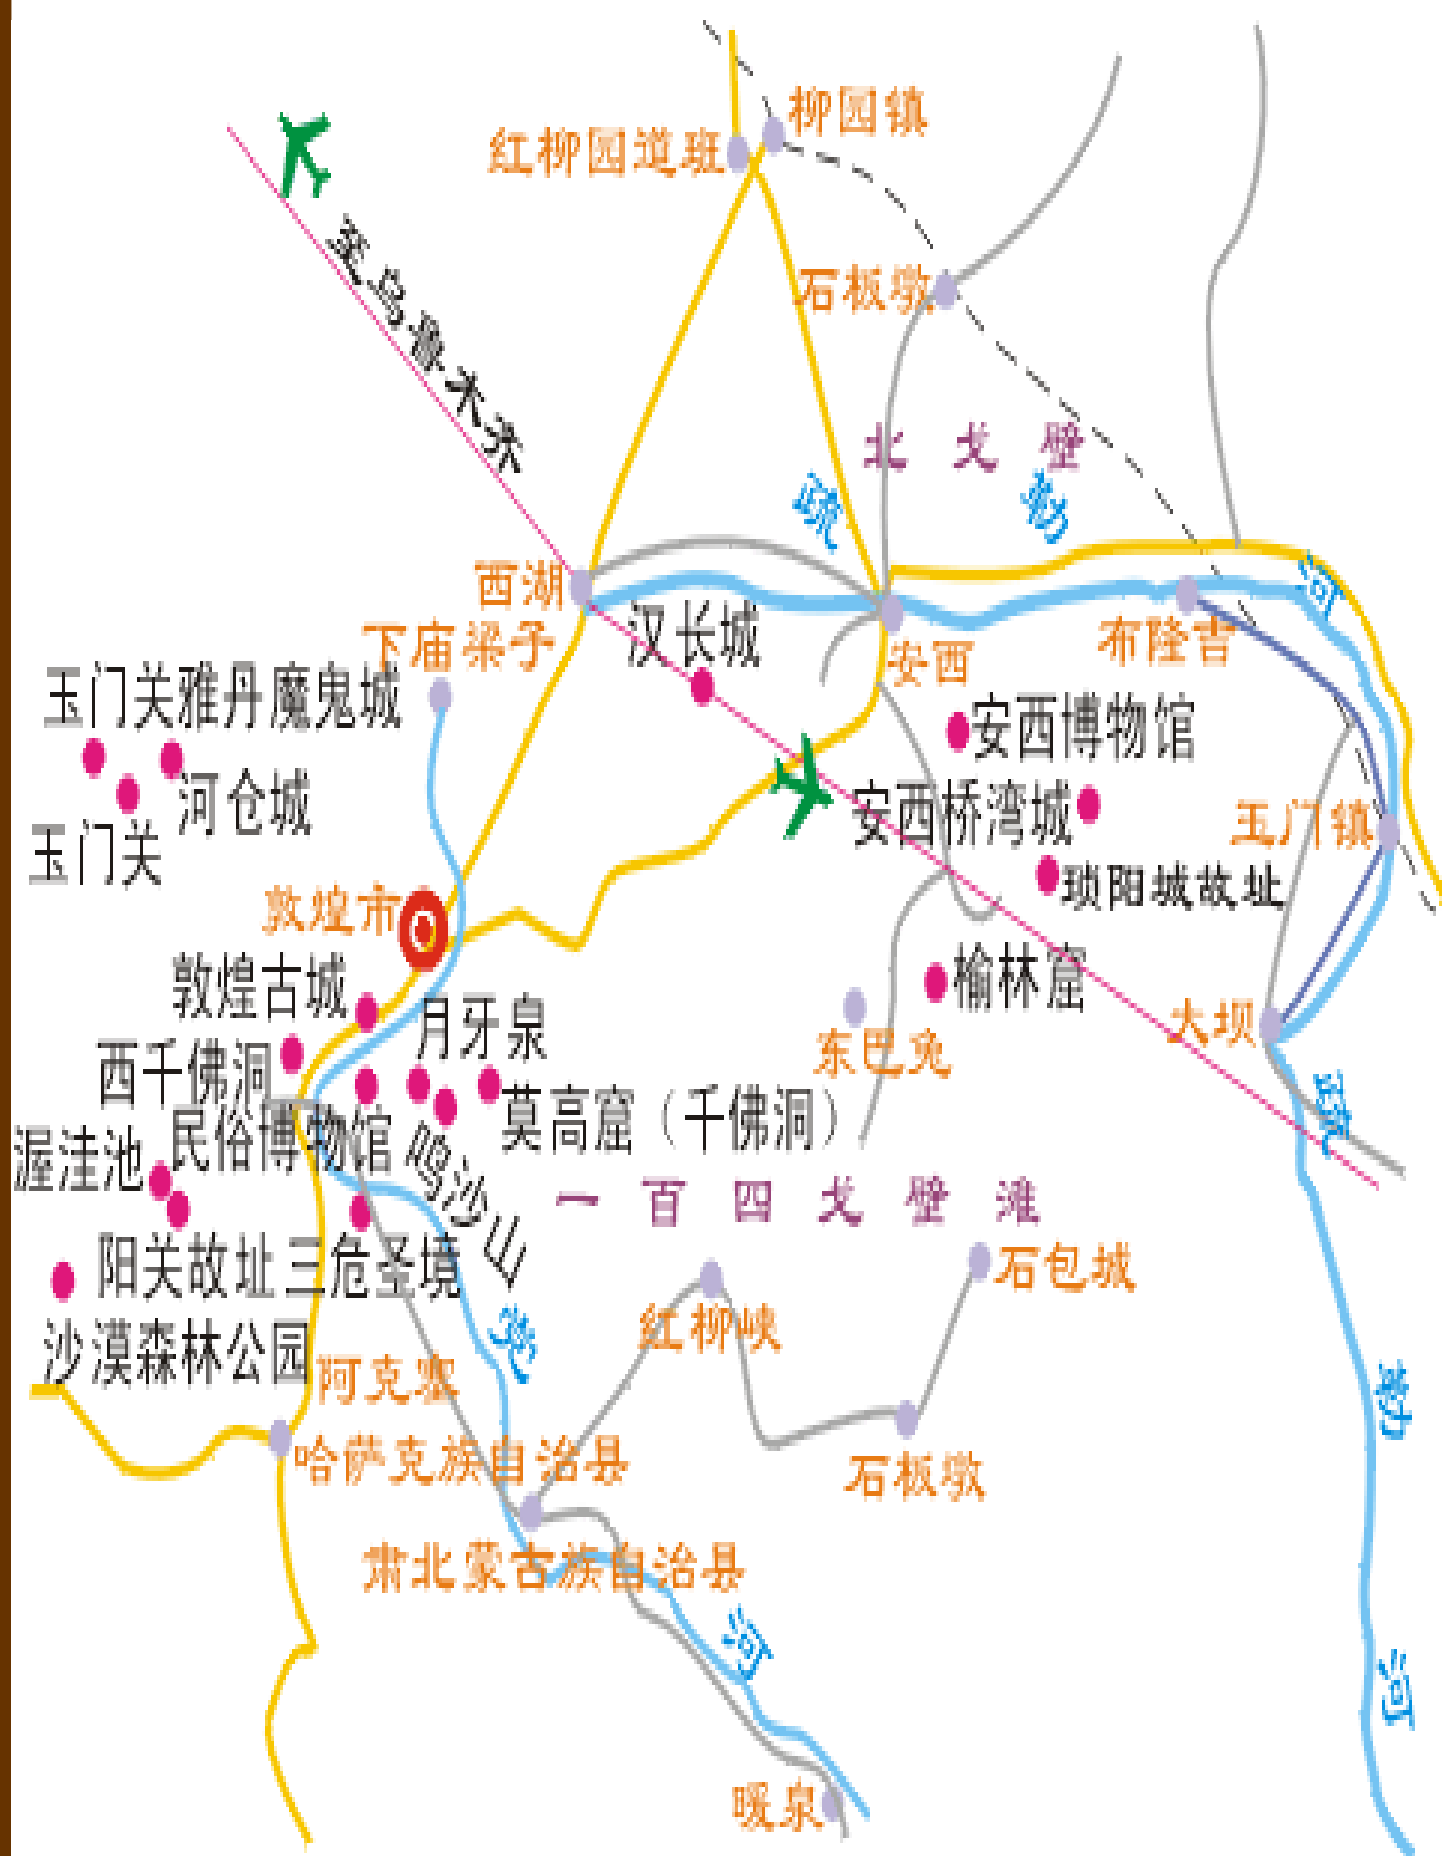 柳园镇
红柳园道班
至乌鲁木齐
石板墩
北戈壁
疏勒河
西湖
汉长城
下庙梁子
安西
布隆吉
玉门关雅丹魔鬼城
安西博物馆
河仓城
安西桥湾城
玉门镇
玉门关
琐阳城故址
敦煌市
敦煌古城
榆林窟
月牙泉
大坝
东巴兔
西千佛洞
莫高窟（千佛洞）
民俗博物馆
渥洼池
鸣沙山
疏勒河
一百四戈壁滩
阳关故址
三危圣境
石包城
沙漠森林公园
红柳峡
党河
阿克塞
哈萨克族自治县
石板墩
肃北蒙古族自治县
暖泉